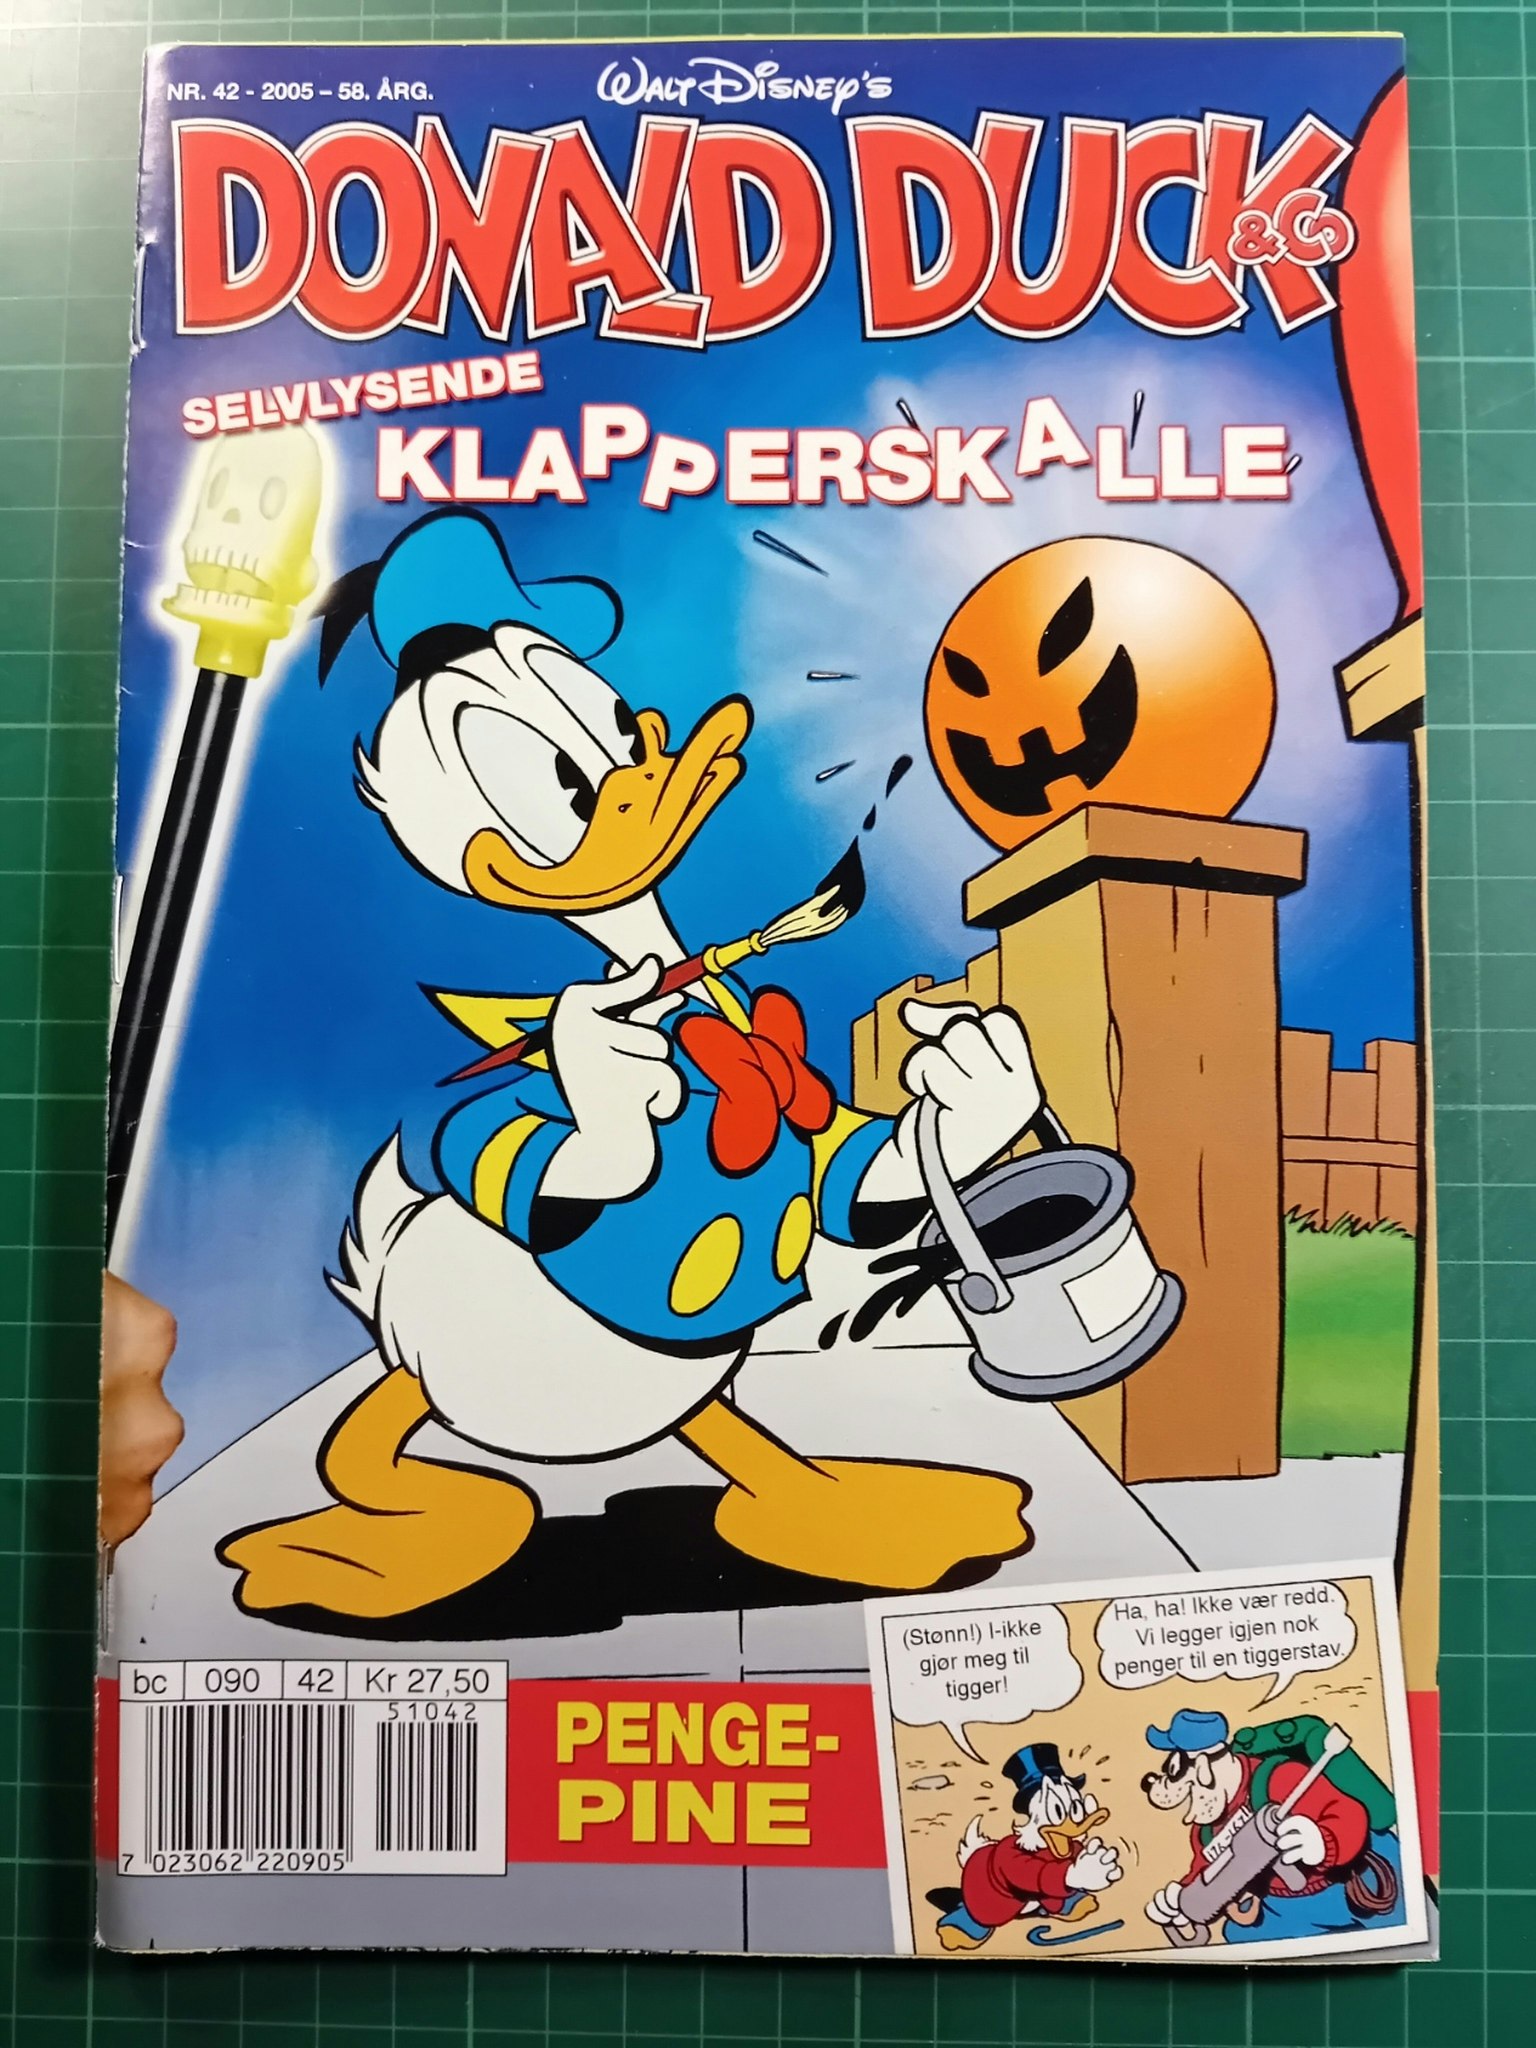 NR. 42 - 2005 – 58. ÅRG.
WALT DISNEY'S
DONALD DUCK
& Co
SELVLYSENDE
KLAPPERSKALLE
(Stønn!) I-ikke
gjør meg til
tigger!
Ha, ha! Ikke vær redd.
Vi legger igjen nok
penger til en tiggerstav.
bc 090 42 Kr 27,50
51042
7 023062 220905
PENGE-
PINE
176-167